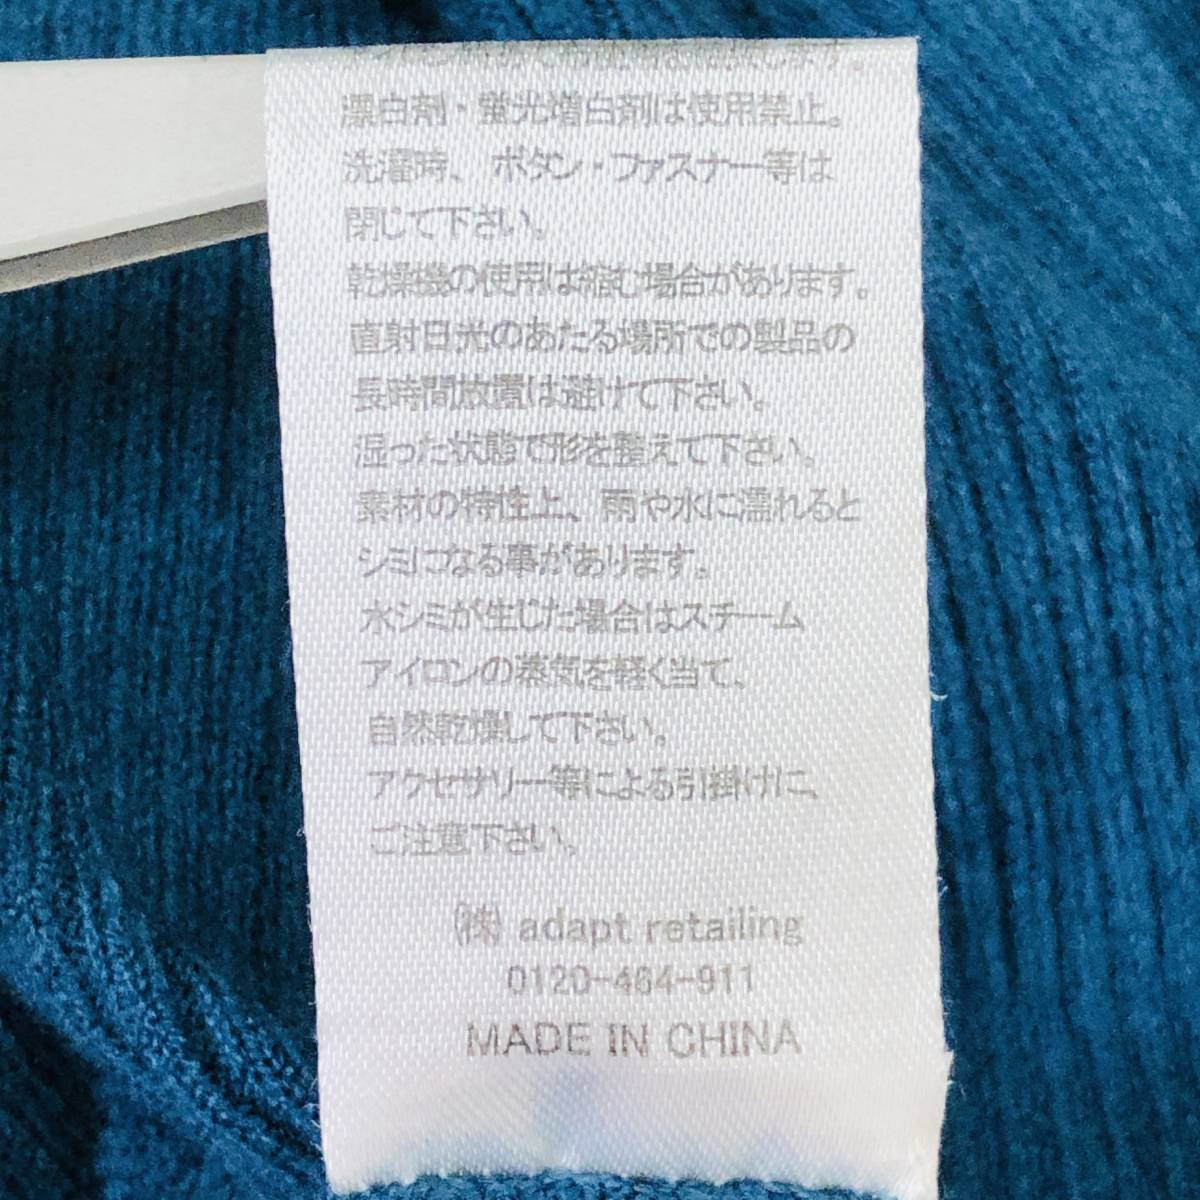 します。
漂白剤・蛍光増白剤は使用禁止。
洗濯時、ボタン・ファスナー等は
閉じて下さい。
乾燥機の使用は縮む場合があります。
直射日光のあたる場所での製品の
長時間放置は避けて下さい。
湿った状態で形を整えて下さい。
素材の特性上、雨や水に濡れると
シミになる事があります。
水シミが生じた場合はスチーム
アイロンの蒸気を軽く当て、
自然乾燥して下さい。
アクセサリー等による引掛けに、
ご注意下さい。
㈱ adapt retailing
0120-464-911
MADE IN CHINA